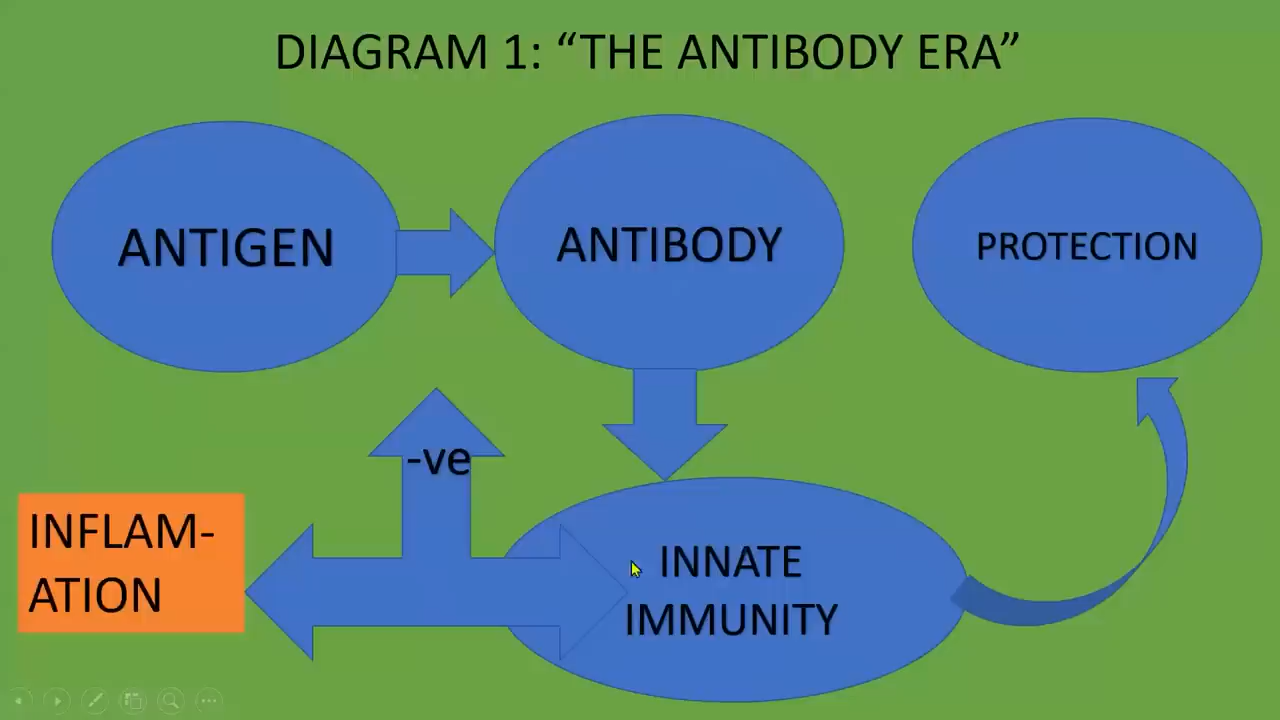 DIAGRAM 1: “THE ANTIBODY ERA”
ANTIGEN
ANTIBODY
PROTECTION
-ve
INFLAM-
ATION
INNATE
IMMUNITY